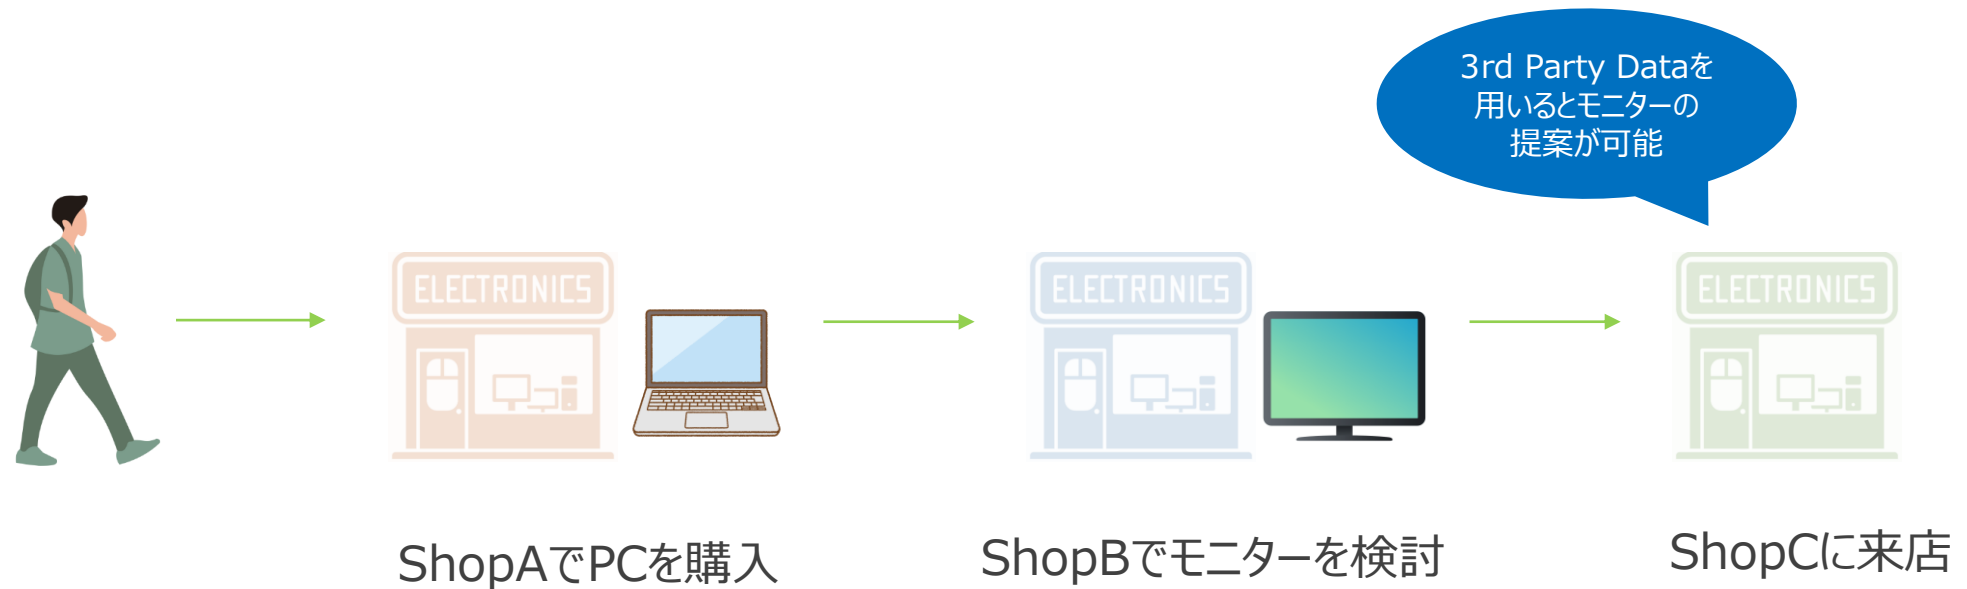 3rd Party Dataを
用いるとモニターの
提案が可能
ELECTRONICS
ELECTRONICS
ELECTRONICS
ShopAでPCを購入
ShopBでモニターを検討
ShopCに来店